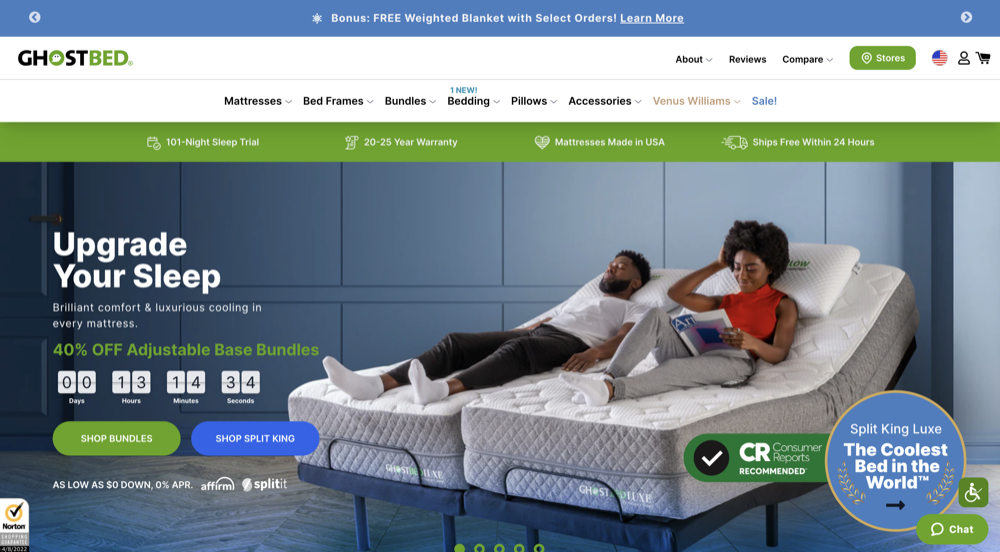 Bonus: FREE Weighted Blanket with Select Orders! Learn More
GHOSTBED®
About
Reviews
Compare
Stores
Mattresses
Bed Frames
Bundles
1 NEW!
Bedding
Pillows
Accessories
Venus Williams
Sale!
101-Night Sleep Trial
20-25 Year Warranty
Mattresses Made in USA
Ships Free Within 24 Hours
Upgrade
Your Sleep
Brilliant comfort & luxurious cooling in
every mattress.
40% OFF Adjustable Base Bundles
00 13 14 34
Days Hours Minutes Seconds
SHOP BUNDLES
SHOP SPLIT KING
AS LOW AS $0 DOWN, 0% APR.
affirm
splitit
GHOSTBED LUXE
GHOSTBED LUXE
CR Consumer
Reports
RECOMMENDED
Split King Luxe
The Coolest
Bed in the
World™
Chat
Norton
SHOPPING
GUARANTEE
4/8/2022